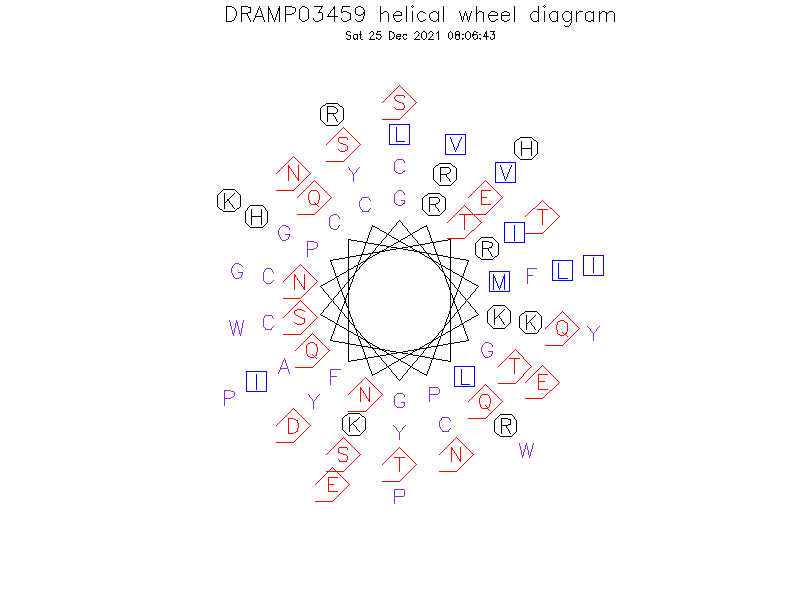 DRAMP03459 helical wheel diagram
Sat 25 Dec 2021 08:06:43
S
R
L
S V H
N Y C R V
K Q C G R E
H C T I T
G P R
G C N M F L I
W C S K K Q Y
Q G
A F L T
P I Y N G P Q E
D K Y C R
S T N W
E P